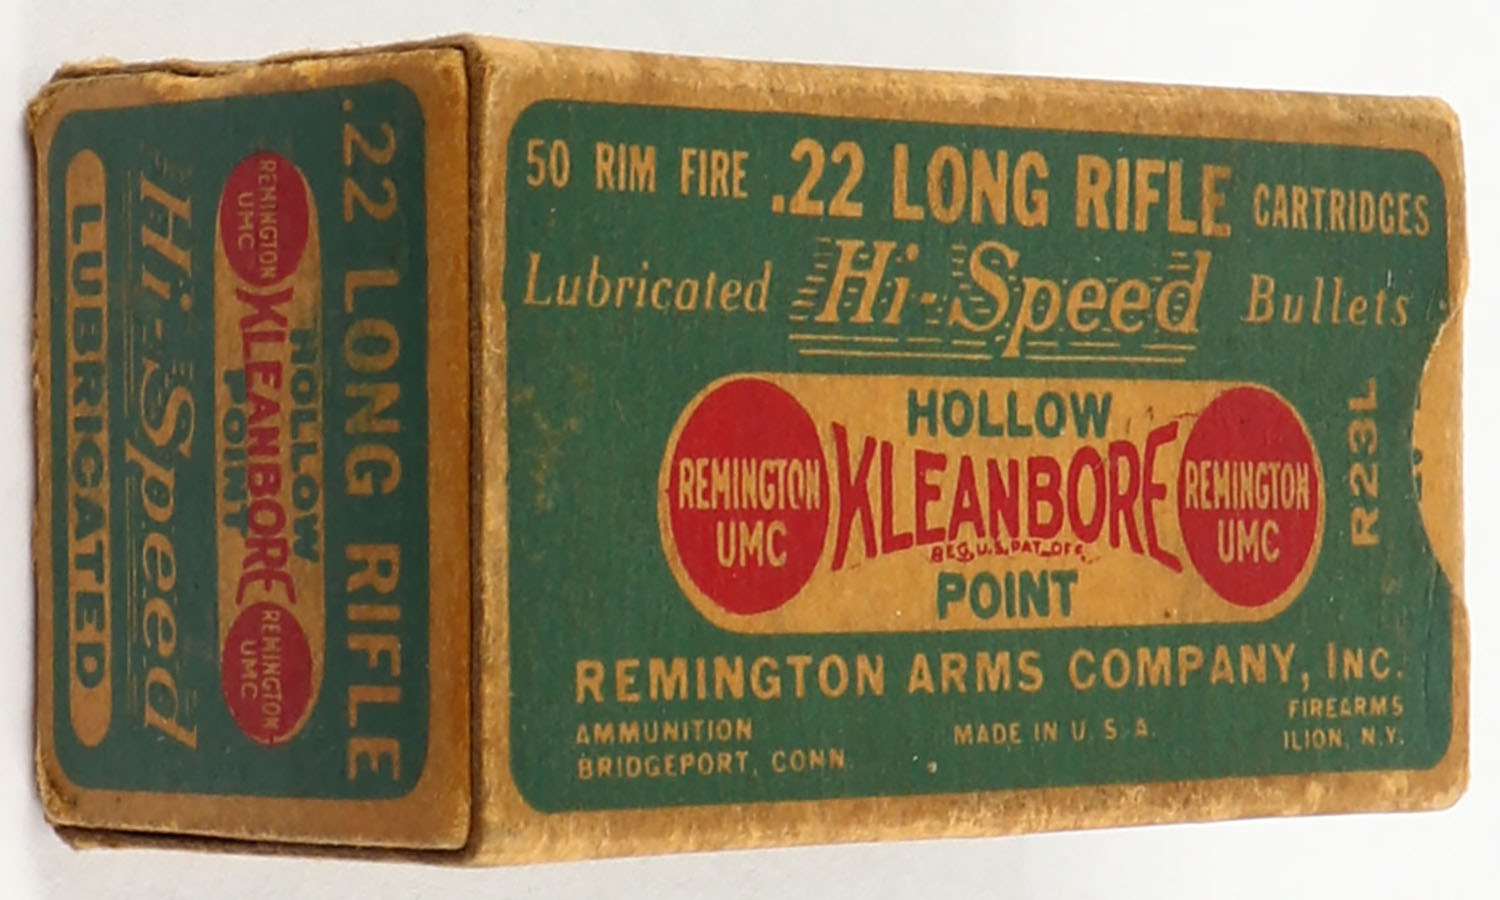 .22 LONG RIFLE
HOLLOW
REMINGTON UMC KLEANBORE REMINGTON UMC
POINT
Hi-Speed
LUBRICATED
50 RIM FIRE .22 LONG RIFLE CARTRIDGES
Lubricated Hi-Speed Bullets
HOLLOW
REMINGTON UMC KLEANBORE REMINGTON UMC
REG. U.S. PAT. OFF.
POINT
R23L
REMINGTON ARMS COMPANY, INC.
AMMUNITION MADE IN U. S. A. FIREARMS
BRIDGEPORT, CONN. ILION, N.Y.